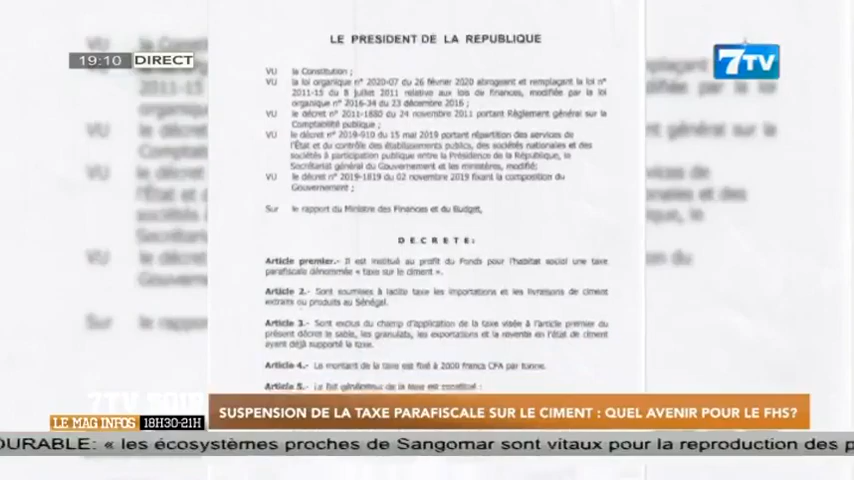 LE PRESIDENT DE LA REPUBLIQUE
19:10 DIRECT
7TV
VU la Constitution ;
VU la loi organique n° 2020-07 du 26 février 2020 abrogeant et remplaçant la loi n°
2011-15 du 8 juillet 2011 relative aux lois de finances, modifiée par la loi
organique n° 2016-34 du 23 décembre 2016 ;
VU le décret n° 2011-1880 du 24 novembre 2011 portant Règlement général sur la
Comptabilité publique ;
VU le décret n° 2019-910 du 15 mai 2019 portant répartition des services de
l'Etat et du contrôle des établissements publics, des sociétés nationales et des
sociétés à participation publique entre la Présidence de la République, le
Secrétariat général du Gouvernement et les ministères, modifié;
VU le décret n° 2019-1819 du 02 novembre 2019 fixant la composition du
Gouvernement ;
Sur le rapport du Ministre des Finances et du Budget,
D E C R E T E :
Article premier.- Il est institué au profit du Fonds pour l'habitat social une taxe
parafiscale dénommée « taxe sur le ciment ».
Article 2.- Sont soumises à ladite taxe les importations et les livraisons de ciment
extraits ou produits au Sénégal.
Article 3.- Sont exclus du champ d'application de la taxe visée à l'article premier du
présent décret le sable, les granulats, les exportations et la revente en l'état de ciment
ayant déjà supporté la taxe.
Article 4.- Le montant de la taxe est fixé à 2000 francs CFA par tonne.
Article 5.- Le fait générateur de la taxe est constitué :
7TV SOIR
SUSPENSION DE LA TAXE PARAFISCALE SUR LE CIMENT : QUEL AVENIR POUR LE FHS?
LE MAG INFOS 18H30-21H
OURABLE: « les écosystèmes proches de Sangomar sont vitaux pour la reproduction des p